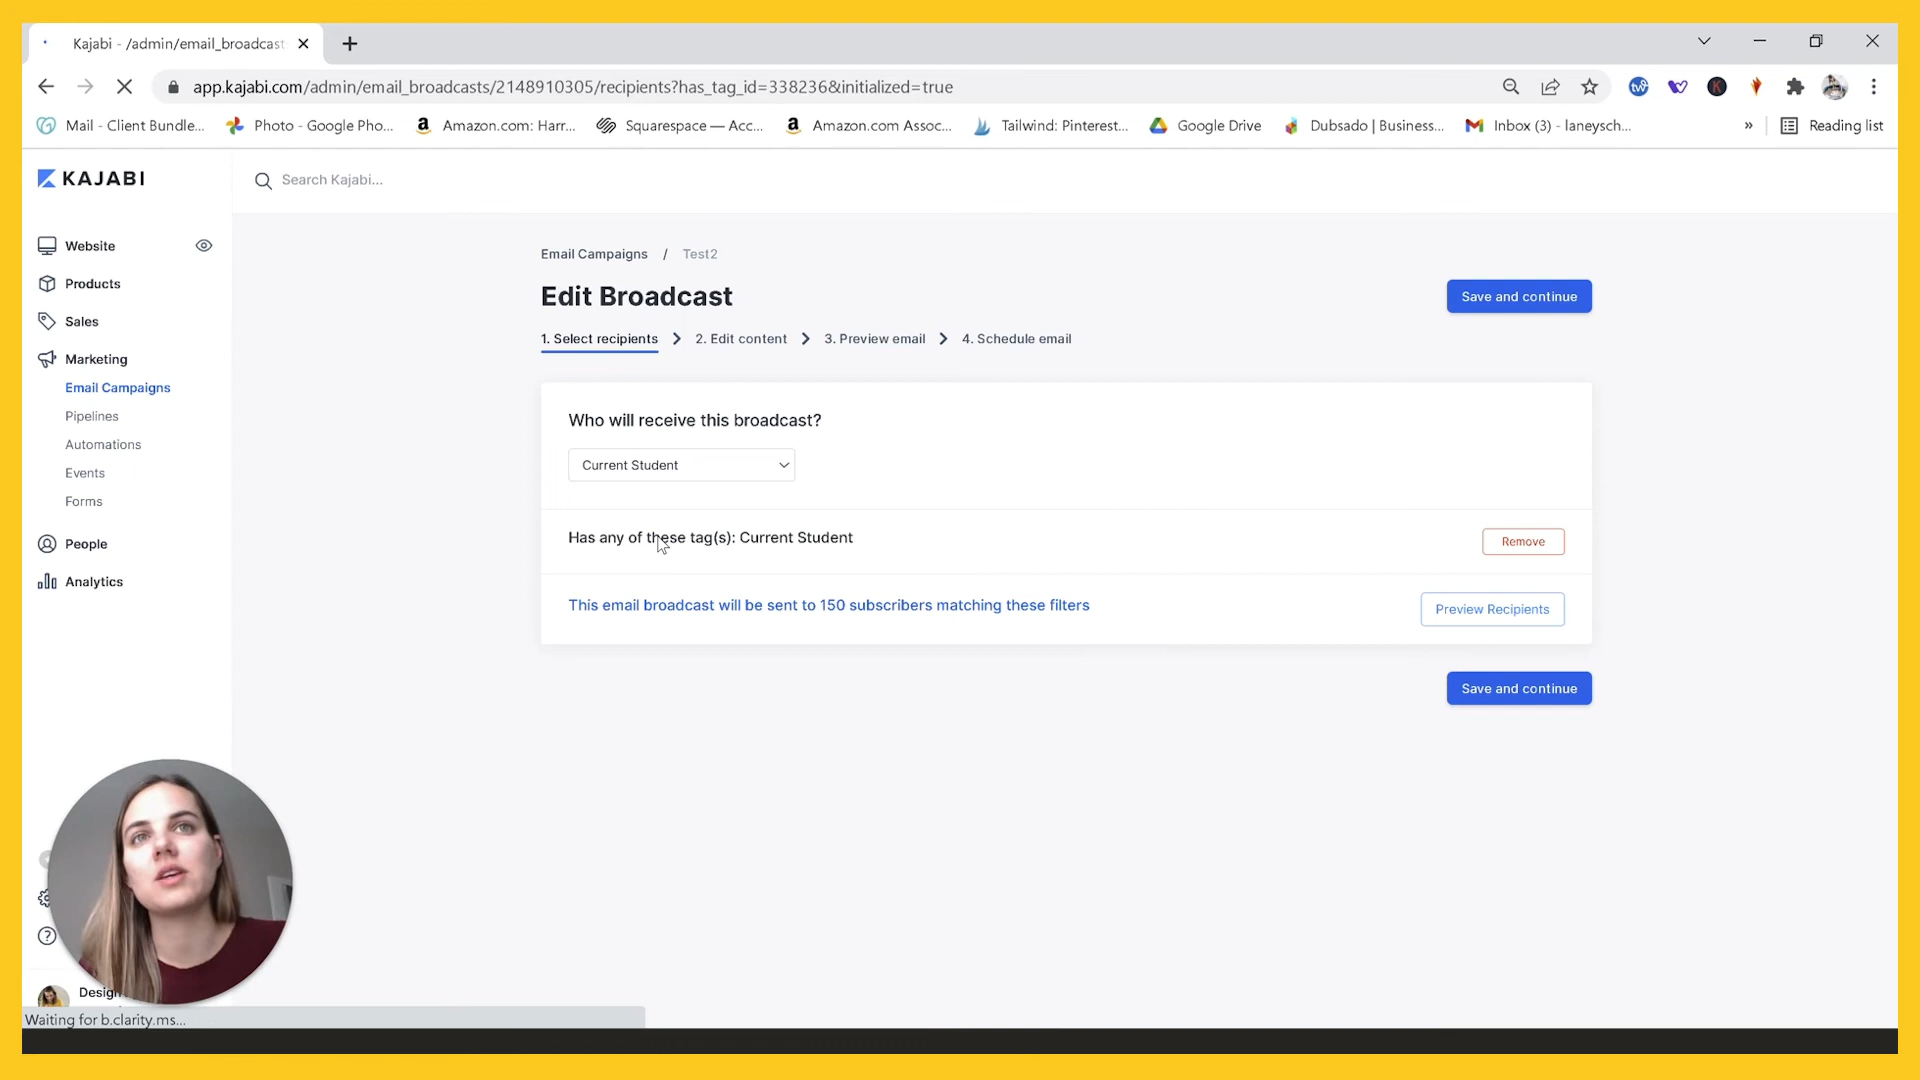 Kajabi - /admin/email_broadcast
app.kajabi.com/admin/email_broadcasts/2148910305/recipients?has_tag_id=338236&initialized=true
Mail - Client Bundle...
Photo - Google Pho...
Amazon.com: Harr...
Squarespace — Acc...
Amazon.com Assoc...
Tailwind: Pinterest...
Google Drive
Dubsado | Business...
Inbox (3) - laneysch...
»
Reading list
KAJABI
Search Kajabi...
Website
Products
Sales
Marketing
Email Campaigns
Pipelines
Automations
Events
Forms
People
Analytics
Design
Email Campaigns / Test2
Edit Broadcast
Save and continue
1. Select recipients
2. Edit content
3. Preview email
4. Schedule email
Who will receive this broadcast?
Current Student
Has any of these tag(s): Current Student
Remove
This email broadcast will be sent to 150 subscribers matching these filters
Preview Recipients
Save and continue
Waiting for b.clarity.ms...